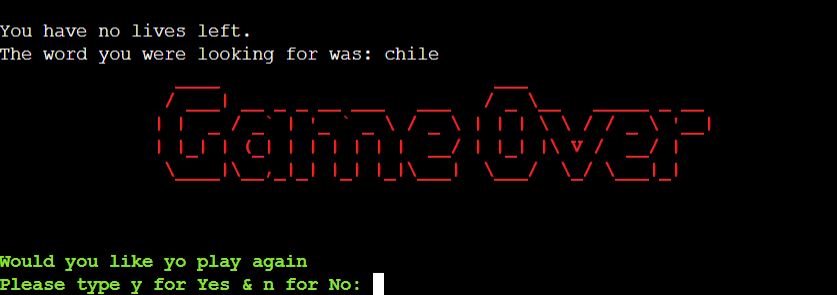 You have no lives left.
The word you were looking for was: chile
Game Over
Would you like yo play again
Please type y for Yes & n for No: